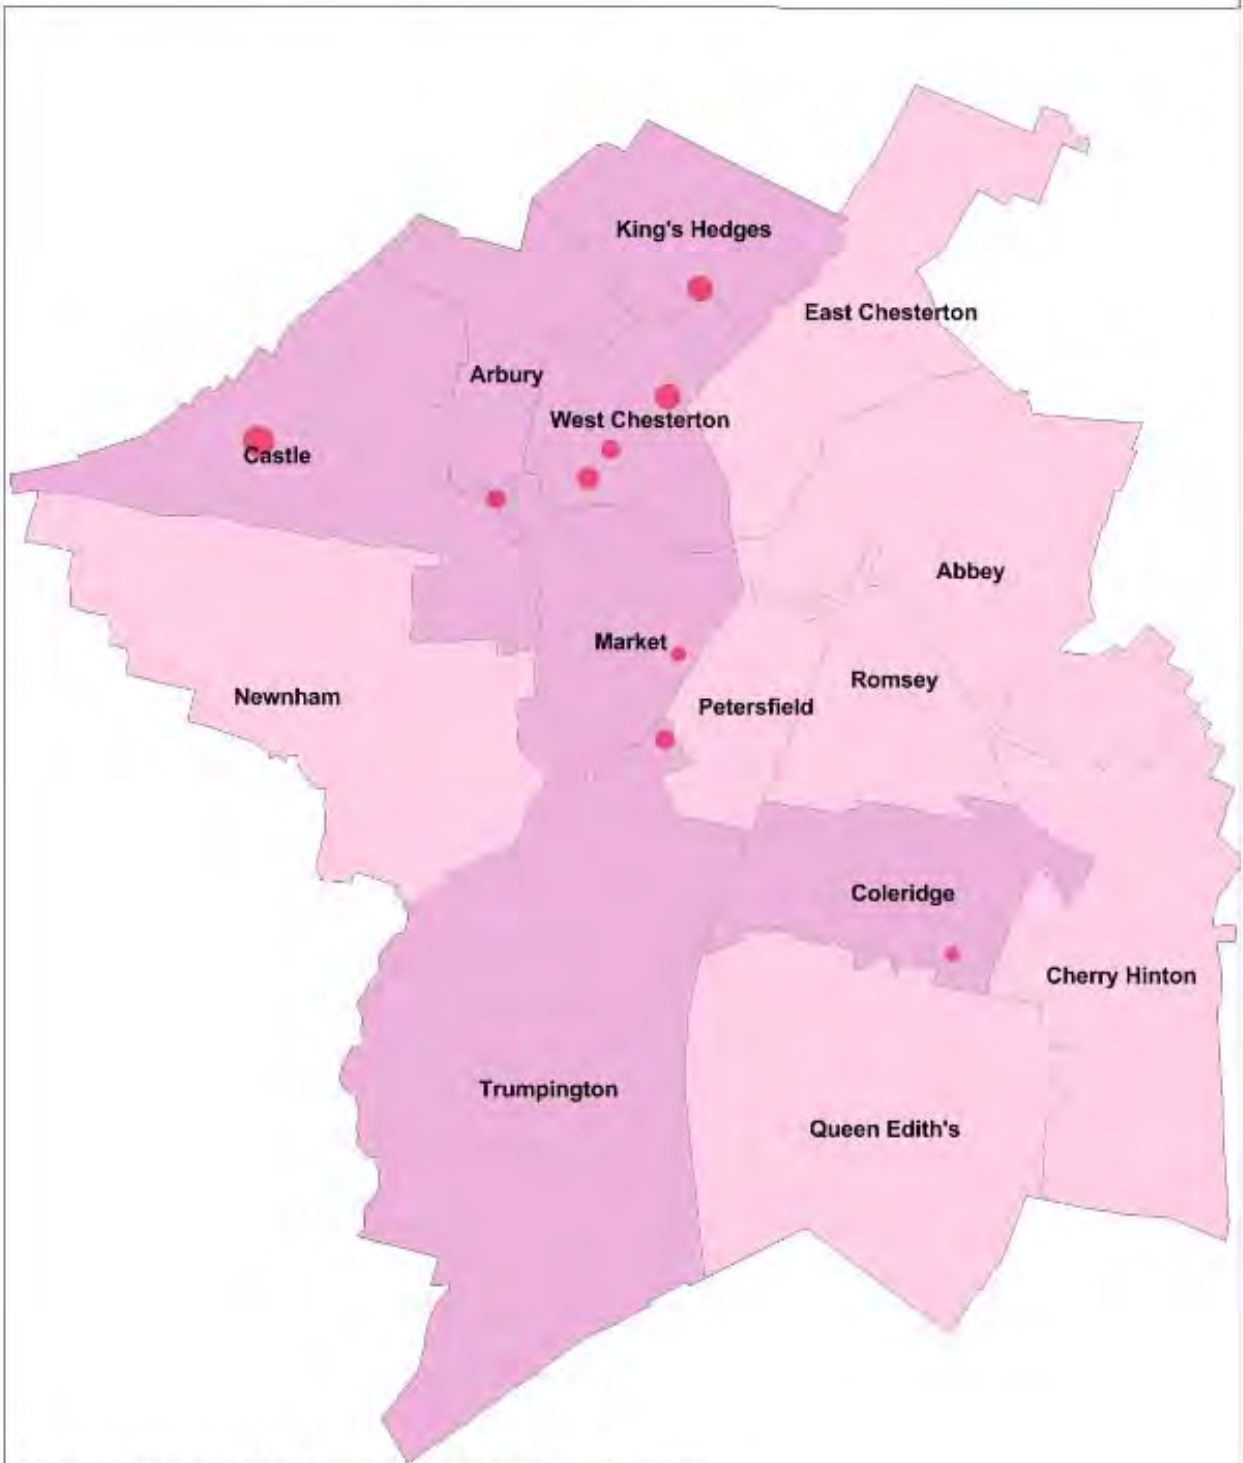 King's Hedges
East Chesterton
Arbury
West Chesterton
Castle
Abbey
Market
Romsey
Newnham
Petersfield
Coleridge
Cherry Hinton
Trumpington
Queen Edith's